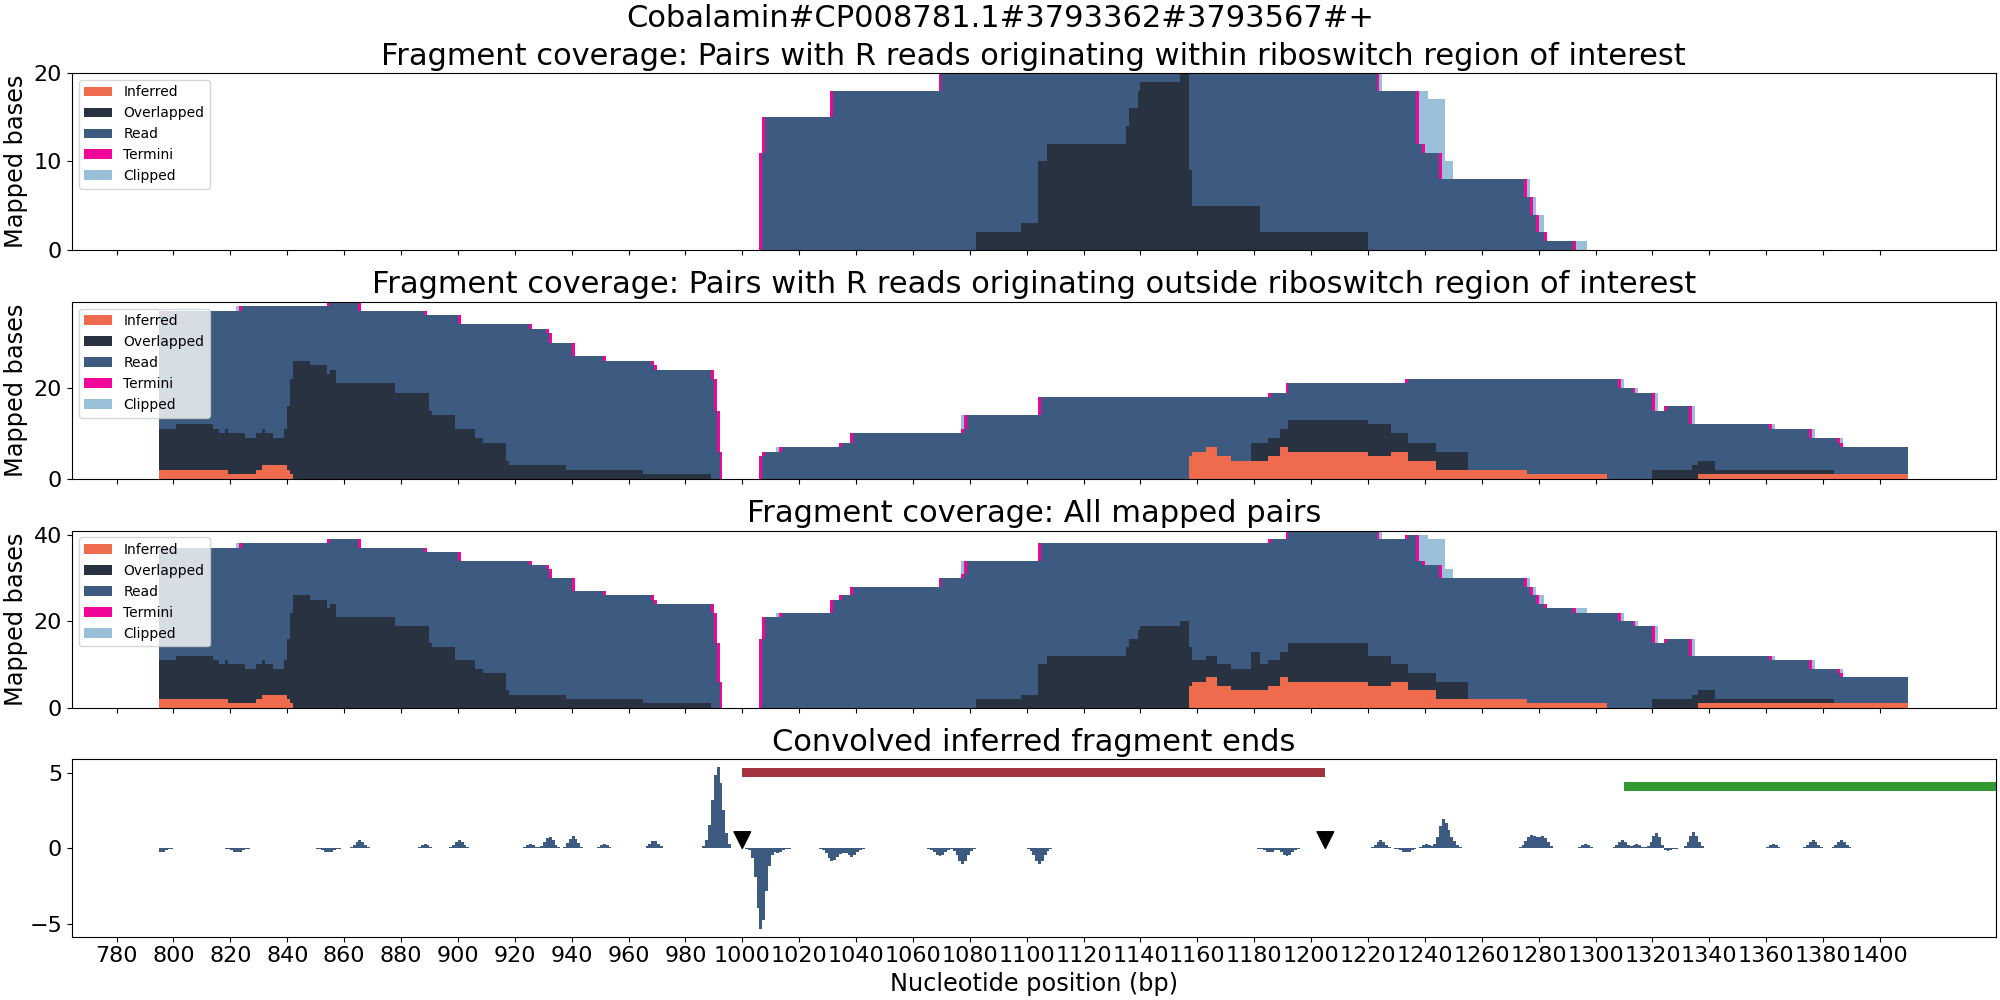 Cobalamin#CP008781.1#3793362#3793567#+
Fragment coverage: Pairs with R reads originating within riboswitch region of interest
Mapped bases
20
10
0
Inferred
Overlapped
Read
Termini
Clipped
Fragment coverage: Pairs with R reads originating outside riboswitch region of interest
Mapped bases
20
0
Inferred
Overlapped
Read
Termini
Clipped
Fragment coverage: All mapped pairs
Mapped bases
40
20
0
Inferred
Overlapped
Read
Termini
Clipped
Convolved inferred fragment ends
5
0
−5
780 800 820 840 860 880 900 920 940 960 980 1000 1020 1040 1060 1080 1100 1120 1140 1160 1180 1200 1220 1240 1260 1280 1300 1320 1340 1360 1380 1400
Nucleotide position (bp)